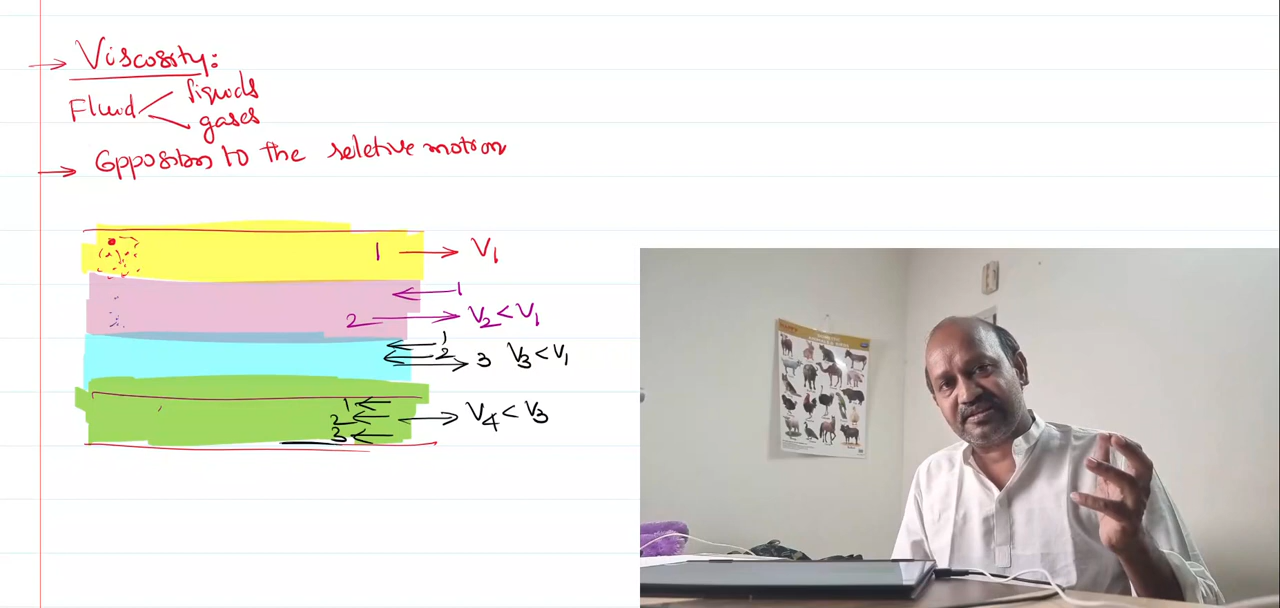 → Viscosity:
Fluid < liquids
gases
→ Opposition to the reletive motion
1 → V₁
← 1
2 → V₂ < V₁
← 1
← 2
→ 3 V₃ < V₁
1 ←
2 ← → V₄ < V₃
3 ←